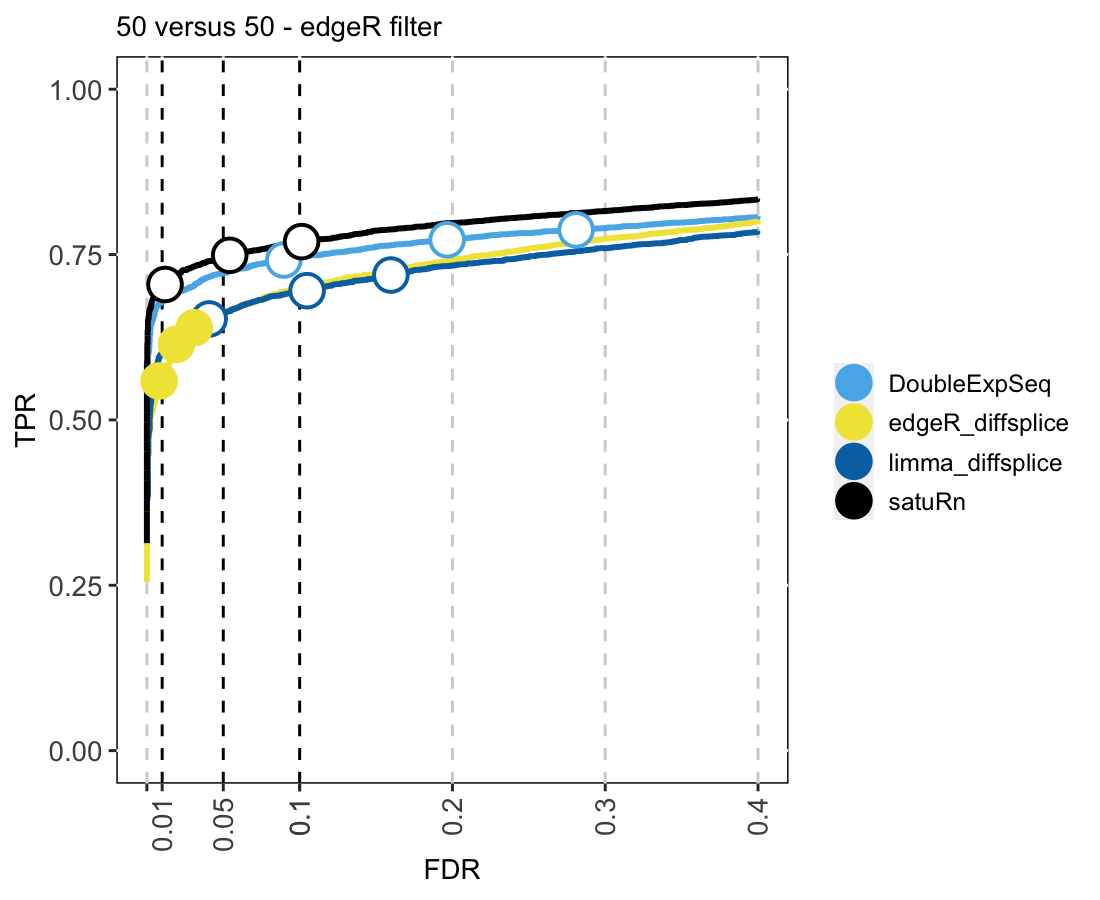 50 versus 50 - edgeR filter
1.00
0.75
0.50
0.25
0.00
TPR
0.01
0.05
0.1
0.2
0.3
0.4
FDR
DoubleExpSeq
edgeR_diffsplice
limma_diffsplice
satuRn